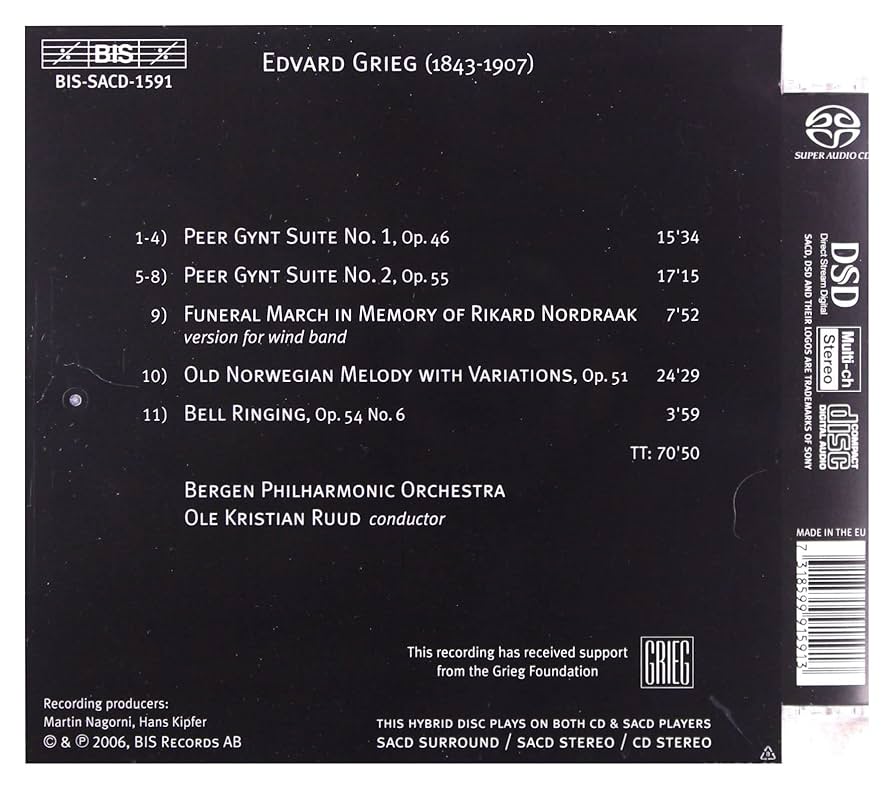 BIS
BIS-SACD-1591
EDVARD GRIEG (1843-1907)
1-4) PEER GYNT SUITE NO. 1, Op. 46 15'34
5-8) PEER GYNT SUITE NO. 2, Op. 55 17'15
9) FUNERAL MARCH IN MEMORY OF RIKARD NORDRAAK 7'52
version for wind band
10) OLD NORWEGIAN MELODY WITH VARIATIONS, Op. 51 24'29
11) BELL RINGING, Op. 54 No. 6 3'59
TT: 70'50
BERGEN PHILHARMONIC ORCHESTRA
OLE KRISTIAN RUUD conductor
This recording has received support
from the Grieg Foundation
GRIEG
Recording producers:
Martin Nagorni, Hans Kipfer
© & ℗ 2006, BIS RECORDS AB
THIS HYBRID DISC PLAYS ON BOTH CD & SACD PLAYERS
SACD SURROUND / SACD STEREO / CD STEREO
SUPER AUDIO CD
DSD
Direct Stream Digital
SACD, DSD AND THEIR LOGOS ARE TRADEMARKS OF SONY
Multi-ch
Stereo
COMPACT
disc
DIGITAL AUDIO
MADE IN THE EU
7 318599 915913